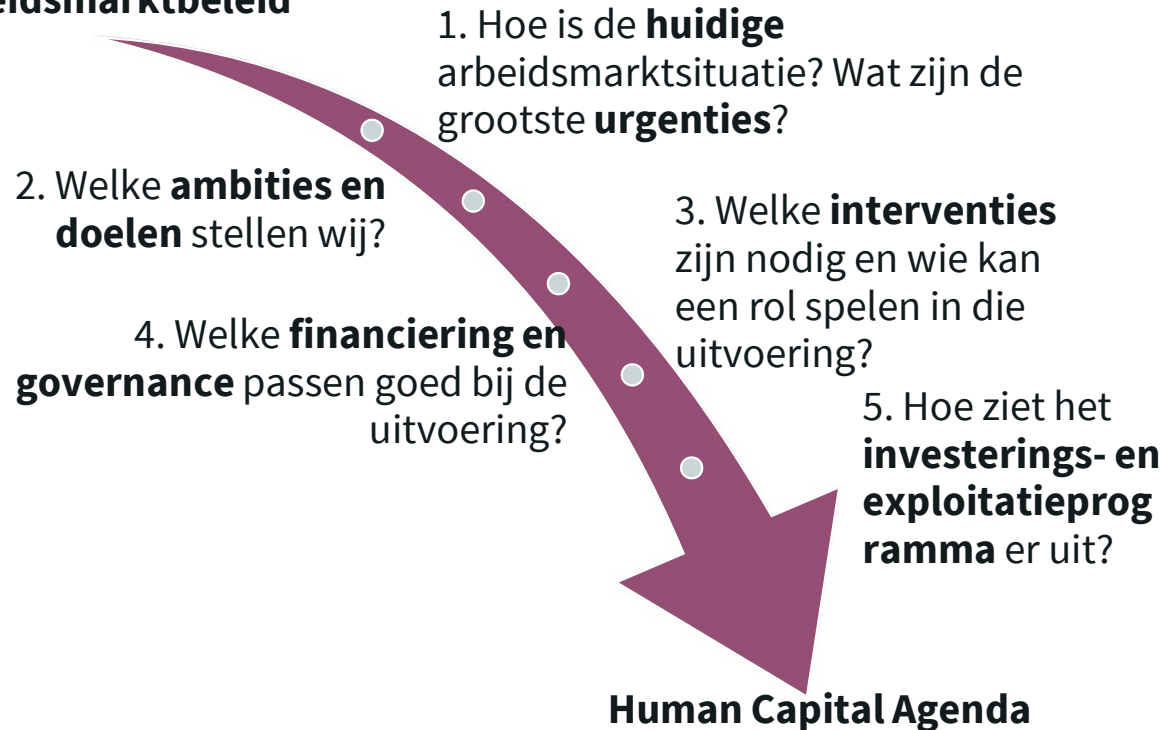 eidsmarktbeleid
1. Hoe is de huidige
arbeidsmarktsituatie? Wat zijn de
grootste urgenties?
2. Welke ambities en
doelen stellen wij?
3. Welke interventies
zijn nodig en wie kan
een rol spelen in die
uitvoering?
4. Welke financiering en
governance passen goed bij de
uitvoering?
5. Hoe ziet het
investerings- en
exploitatieprog
ramma er uit?
Human Capital Agenda